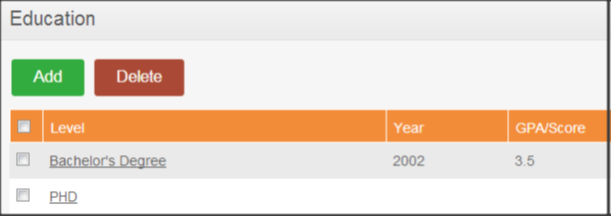 Education
Add Delete
Level Year GPA/Score
Bachelor's Degree 2002 3.5
PHD